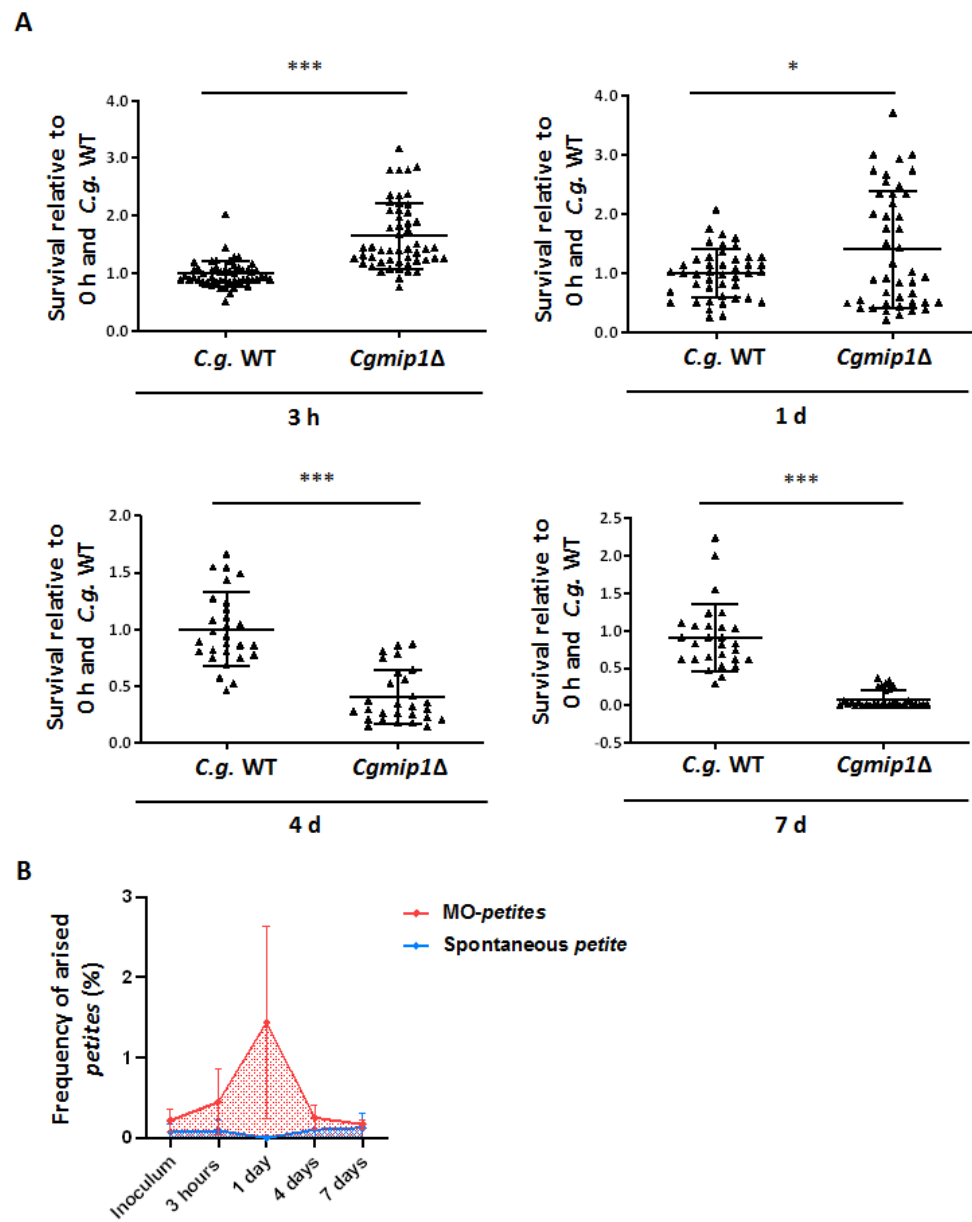 A
***
Survival relative to
0 h and C.g. WT
4.0
3.0
2.0
1.0
0.0
C.g. WT
Cgmip1Δ
3 h
*
Survival relative to
0 h and C.g. WT
4.0
3.0
2.0
1.0
0.0
C.g. WT
Cgmip1Δ
1 d
***
Survival relative to
0 h and C.g. WT
2.0
1.5
1.0
0.5
0.0
C.g. WT
Cgmip1Δ
4 d
***
Survival relative to
0 h and C.g. WT
2.5
2.0
1.5
1.0
0.5
0.0
-0.5
C.g. WT
Cgmip1Δ
7 d
B
Frequency of arised
petites (%)
3
2
1
0
Inoculum
3 hours
1 day
4 days
7 days
MO-petites
Spontaneous petite